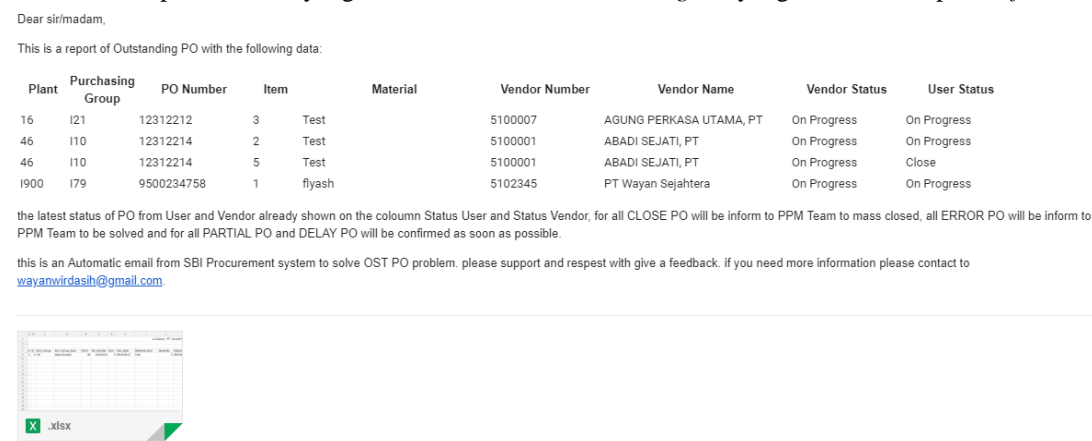 Dear sir/madam,
This is a report of Outstanding PO with the following data:
Plant Purchasing Group PO Number Item Material Vendor Number Vendor Name Vendor Status User Status
16 I21 12312212 3 Test 5100007 AGUNG PERKASA UTAMA, PT On Progress On Progress
46 I10 12312214 2 Test 5100001 ABADI SEJATI, PT On Progress On Progress
46 I10 12312214 5 Test 5100001 ABADI SEJATI, PT On Progress Close
I900 I79 9500234758 1 flyash 5102345 PT Wayan Sejahtera On Progress On Progress
the latest status of PO from User and Vendor already shown on the coloumn Status User and Status Vendor, for all CLOSE PO will be inform to PPM Team to mass closed, all ERROR PO will be inform to
PPM Team to be solved and for all PARTIAL PO and DELAY PO will be confirmed as soon as possible.
this is an Automatic email from SBI Procurement system to solve OST PO problem. please support and respest with give a feedback. if you need more information please contact to
wayanwirdasih@gmail.com.
X .xlsx